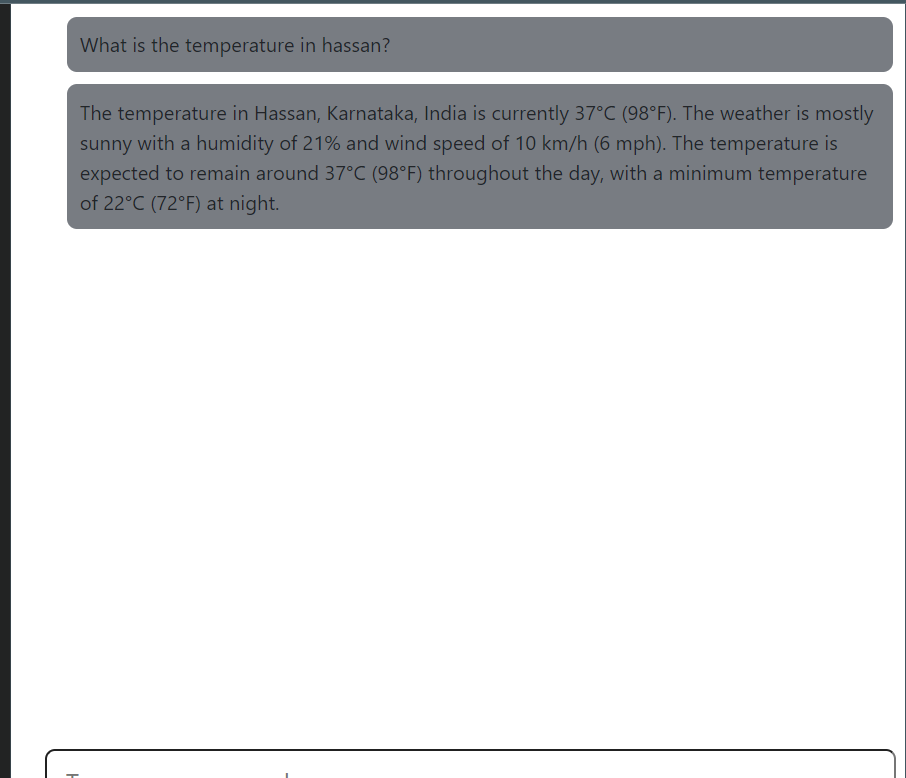 What is the temperature in hassan?
The temperature in Hassan, Karnataka, India is currently 37°C (98°F). The weather is mostly
sunny with a humidity of 21% and wind speed of 10 km/h (6 mph). The temperature is
expected to remain around 37°C (98°F) throughout the day, with a minimum temperature
of 22°C (72°F) at night.